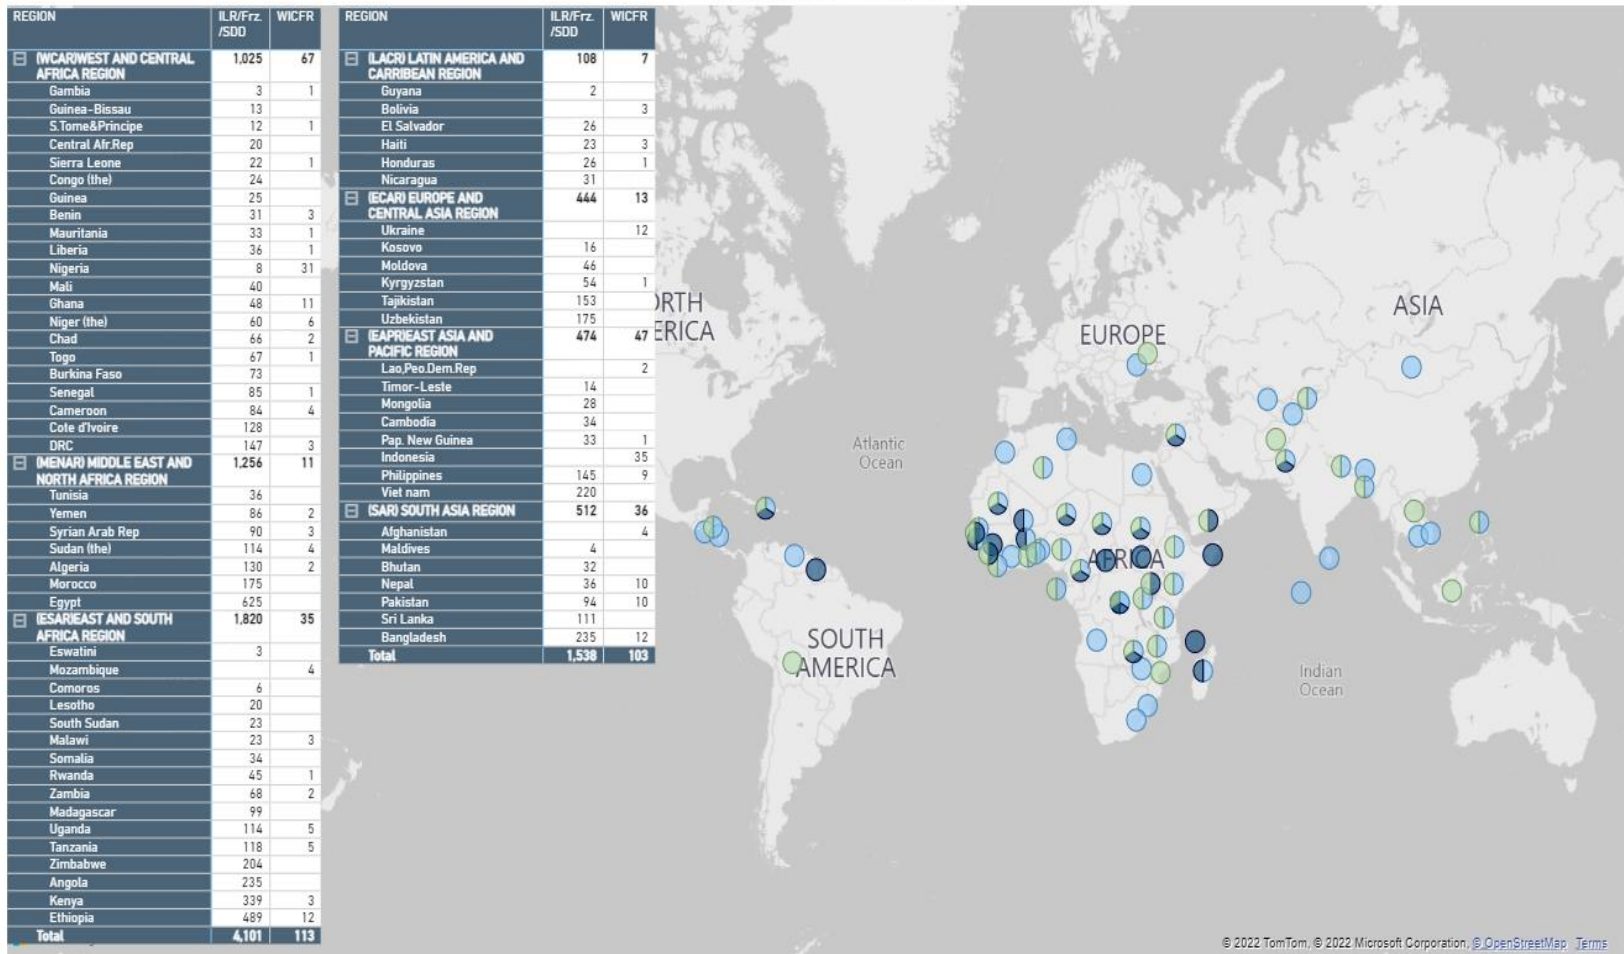 REGION ILR/Frz. WICFR
/SDD
(WCAR)WEST AND CENTRAL 1,025 67
AFRICA REGION
Gambia 3 1
Guinea-Bissau 13
S.Tome&Principe 12 1
Central Afr.Rep 20
Sierra Leone 22 1
Congo (the) 24
Guinea 25
Benin 31 3
Mauritania 33 1
Liberia 36 1
Nigeria 8 31
Mali 40
Ghana 48 11
Niger (the) 60 6
Chad 66 2
Togo 67 1
Burkina Faso 73
Senegal 85 1
Cameroon 84 4
Cote d'Ivoire 128
DRC 147 3
(MENAR) MIDDLE EAST AND 1,256 11
NORTH AFRICA REGION
Tunisia 36
Yemen 86 2
Syrian Arab Rep 90 3
Sudan (the) 114 4
Algeria 130 2
Morocco 175
Egypt 625
(ESAR)EAST AND SOUTH 1,820 35
AFRICA REGION
Eswatini 3
Mozambique 4
Comoros 6
Lesotho 20
South Sudan 23
Malawi 23 3
Somalia 34
Rwanda 45 1
Zambia 68 2
Madagascar 99
Uganda 114 5
Tanzania 118 5
Zimbabwe 204
Angola 235
Kenya 339 3
Ethiopia 489 12
Total 4,101 113
REGION ILR/Frz. WICFR
/SDD
(LACR) LATIN AMERICA AND 108 7
CARRIBEAN REGION
Guyana 2
Bolivia 3
El Salvador 26
Haiti 23 3
Honduras 26 1
Nicaragua 31
(ECAR) EUROPE AND 444 13
CENTRAL ASIA REGION
Ukraine 12
Kosovo 16
Moldova 46
Kyrgyzstan 54 1
Tajikistan 153
Uzbekistan 175
(EAPR)EAST ASIA AND 474 47
PACIFIC REGION
Lao,Peo.Dem.Rep 2
Timor-Leste 14
Mongolia 28
Cambodia 34
Pap. New Guinea 33 1
Indonesia 35
Philippines 145 9
Viet nam 220
(SAR) SOUTH ASIA REGION 512 36
Afghanistan 4
Maldives 4
Bhutan 32
Nepal 36 10
Pakistan 94 10
Sri Lanka 111
Bangladesh 235 12
Total 1,538 103
ORTH
ERICA
EUROPE
ASIA
Atlantic
Ocean
AFRICA
SOUTH
AMERICA
Indian
Ocean
© 2022 TomTom, © 2022 Microsoft Corporation, © OpenStreetMap Terms